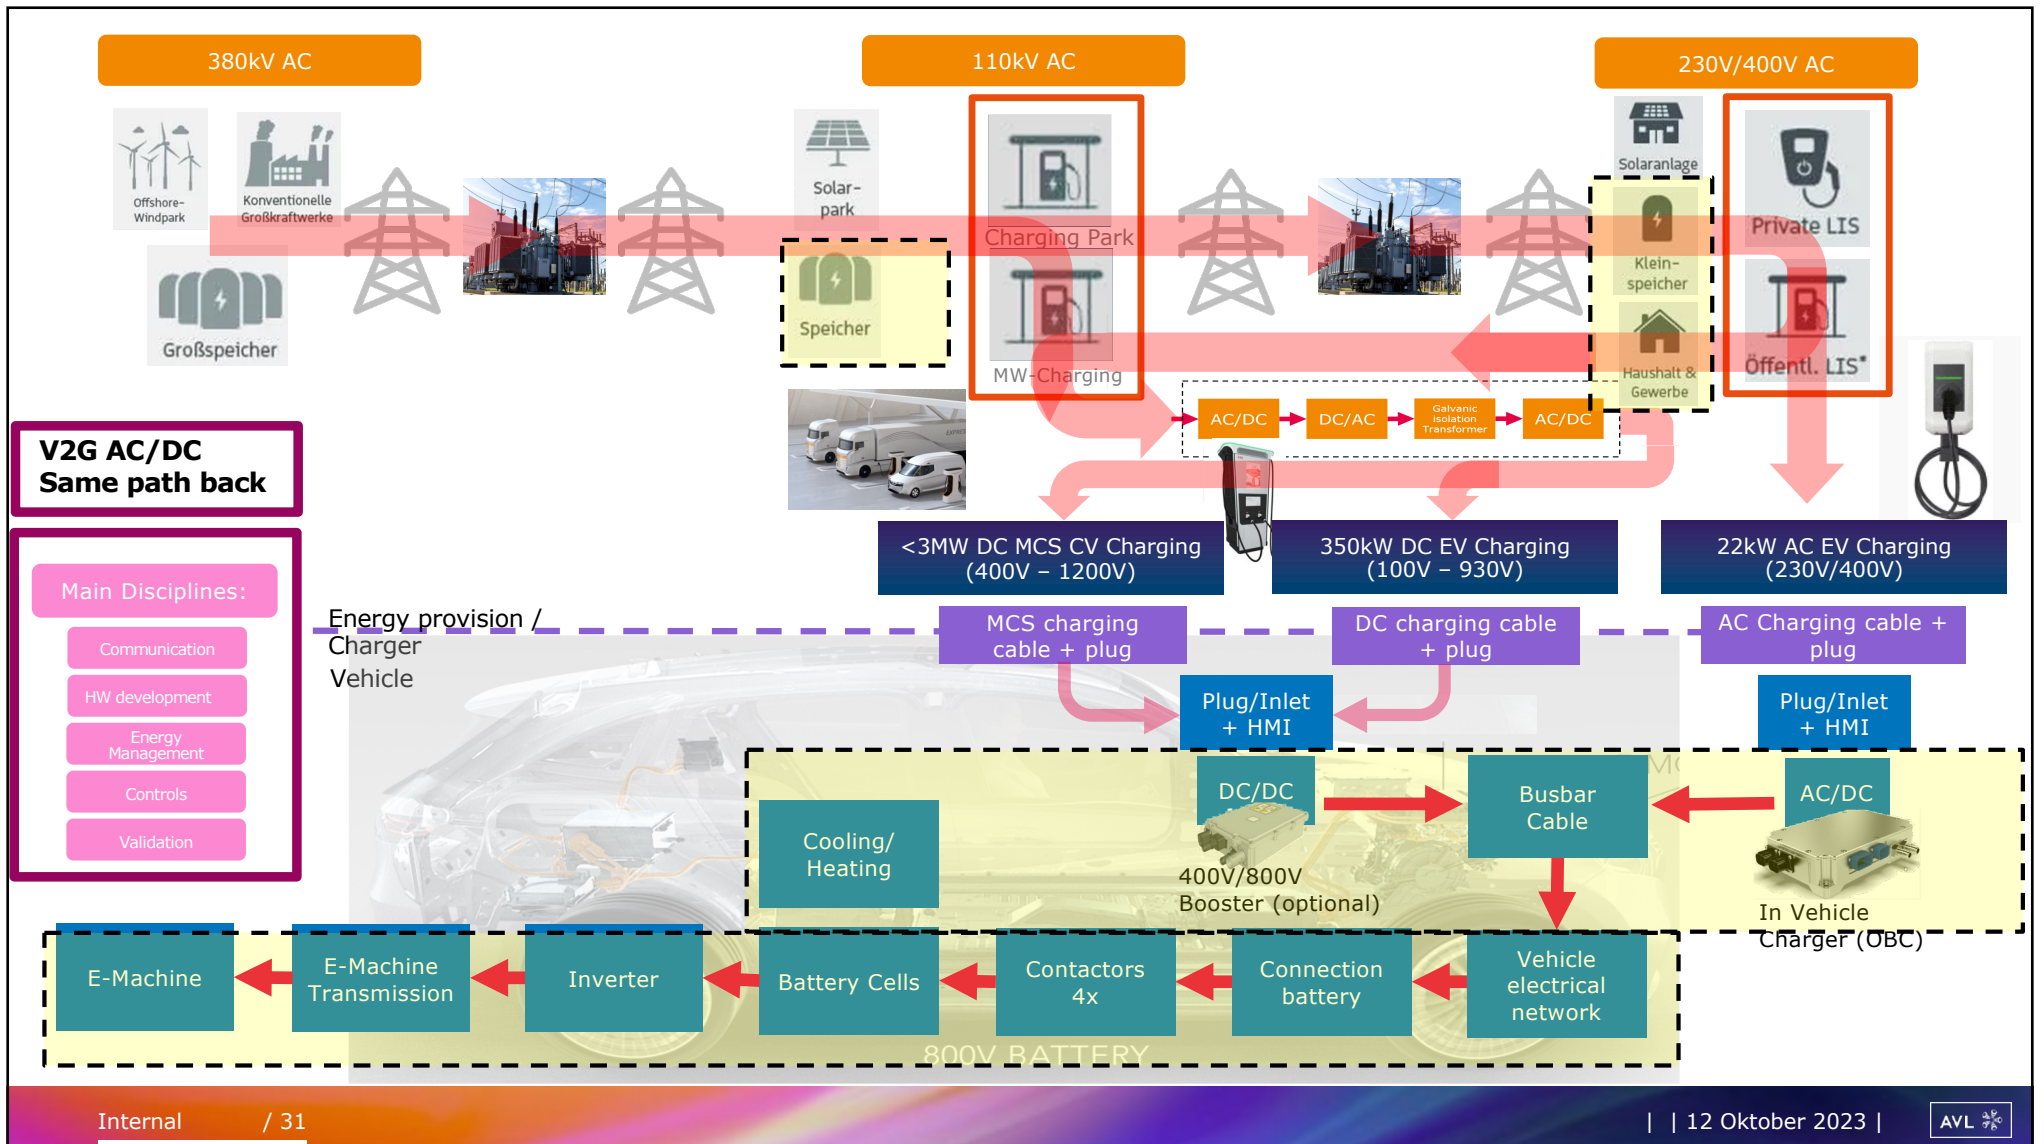 380kV AC
110kV AC
230V/400V AC
Offshore-
Windpark
Konventionelle
Großkraftwerke
Großspeicher
Solar-
park
Speicher
Charging Park
MW-Charging
Solaranlage
Klein-
speicher
Haushalt &
Gewerbe
Private LIS
Öffentl. LIS*
AC/DC
DC/AC
Galvanic
isolation
Transformer
AC/DC
V2G AC/DC
Same path back
<3MW DC MCS CV Charging
(400V – 1200V)
350kW DC EV Charging
(100V – 930V)
22kW AC EV Charging
(230V/400V)
Main Disciplines:
Communication
HW development
Energy
Management
Controls
Validation
Energy provision /
Charger
Vehicle
MCS charging
cable + plug
DC charging cable
+ plug
AC Charging cable +
plug
Plug/Inlet
+ HMI
Plug/Inlet
+ HMI
DC/DC
400V/800V
Booster (optional)
Busbar
Cable
AC/DC
In Vehicle
Charger (OBC)
Cooling/
Heating
E-Machine
E-Machine
Transmission
Inverter
Battery Cells
Contactors
4x
Connection
battery
Vehicle
electrical
network
800V BATTERY
Internal / 31
| | 12 Oktober 2023 |
AVL